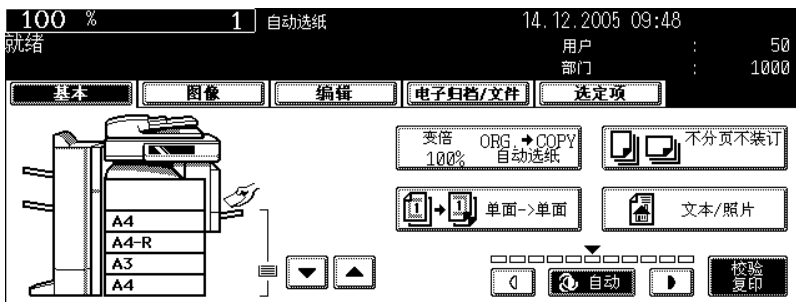 100 % 1 自动选纸 14.12.2005 09:48
就绪
用户 : 50
部门 : 1000
基本 图像 编辑 电子归档/文件 选定项
变倍 ORG.→COPY
100% 自动选纸
不分页不装订
1→1 单面->单面
文本/照片
A4
A4-R
A3
A4
自动
校验
复印